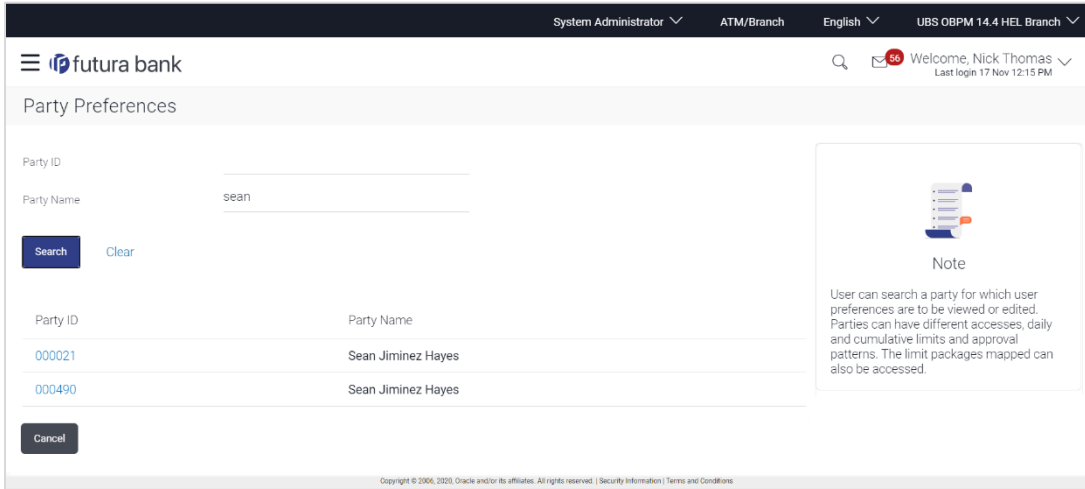 System Administrator ATM/Branch English UBS OBPM 14.4 HEL Branch
futura bank 56 Welcome, Nick Thomas
Last login 17 Nov 12:15 PM
Party Preferences
Party ID
Party Name sean
Search Clear
Party ID Party Name
000021 Sean Jiminez Hayes
000490 Sean Jiminez Hayes
Cancel
Note
User can search a party for which user
preferences are to be viewed or edited.
Parties can have different accesses, daily
and cumulative limits and approval
patterns. The limit packages mapped can
also be accessed.
Copyright © 2006, 2020, Oracle and/or its affiliates. All rights reserved. | Security Information | Terms and Conditions